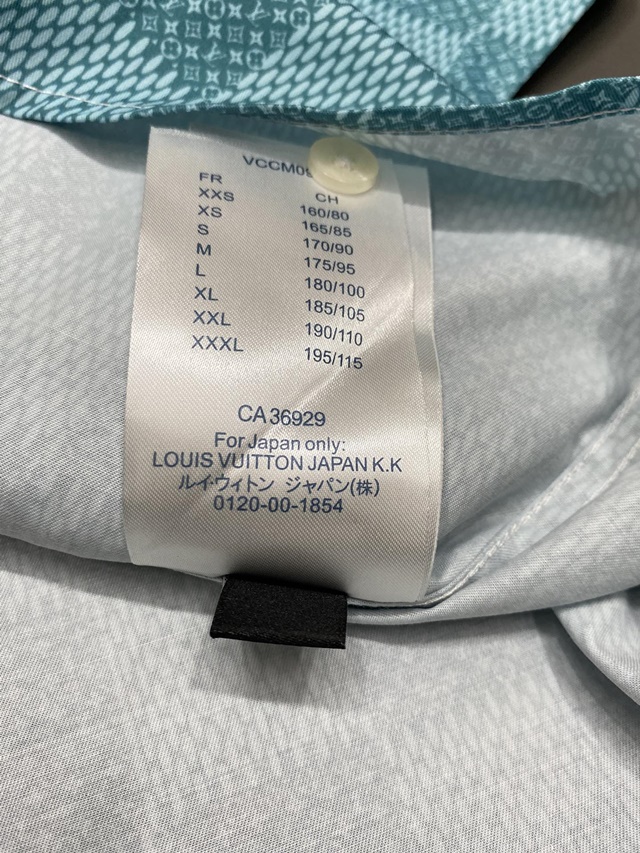 VCCM09
FR CH
XXS 160/80
XS 165/85
S 170/90
M 175/95
L 180/100
XL 185/105
XXL 190/110
XXXL 195/115
CA 36929
For Japan only:
LOUIS VUITTON JAPAN K.K
ルイ・ウィトン ジャパン(株)
0120-00-1854